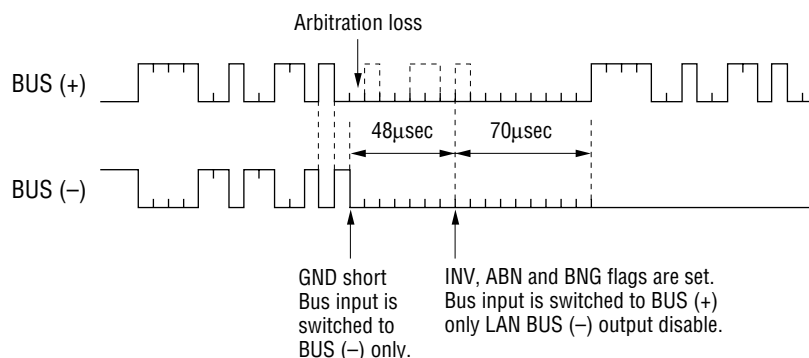 Arbitration loss
BUS (+)
48μsec
70μsec
BUS (–)
GND short
Bus input is
switched to
BUS (–) only.
INV, ABN and BNG flags are set.
Bus input is switched to BUS (+)
only LAN BUS (–) output disable.